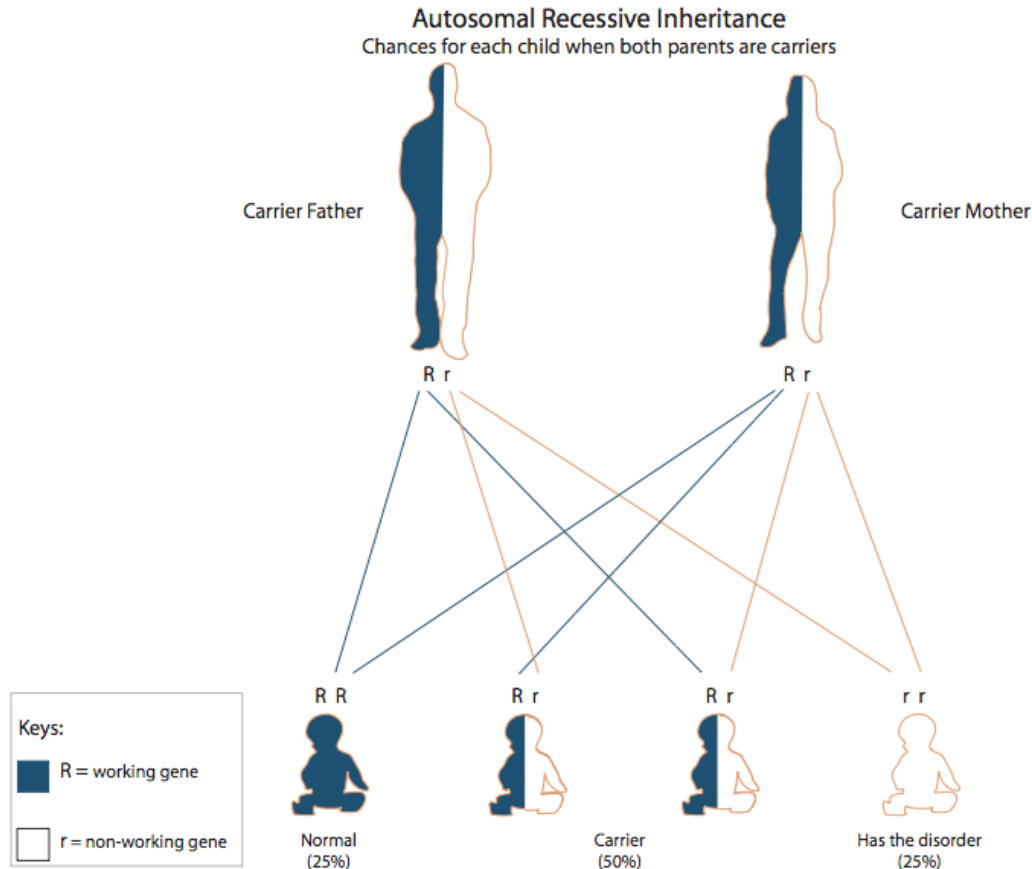 Autosomal Recessive Inheritance
Chances for each child when both parents are carriers
Carrier Father
Carrier Mother
R r
R r
R R
R r
R r
r r
Keys:
R = working gene
r = non-working gene
Normal
(25%)
Carrier
(50%)
Has the disorder
(25%)